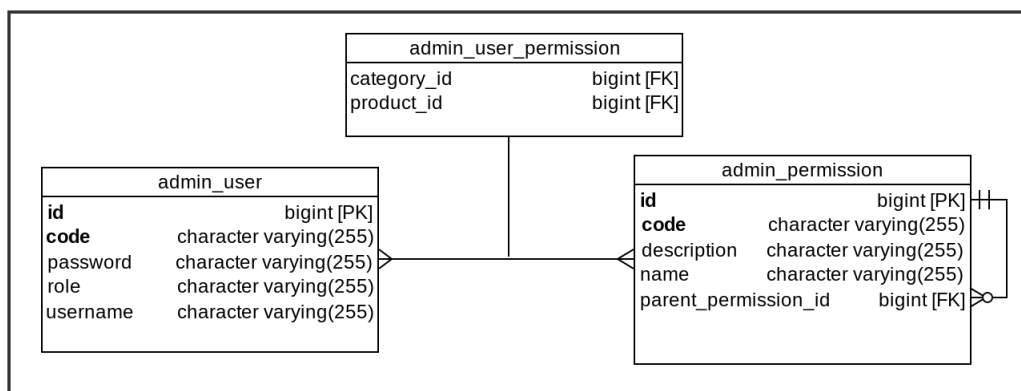 admin_user_permission
category_id bigint [FK]
product_id bigint [FK]
admin_user
id bigint [PK]
code character varying(255)
password character varying(255)
role character varying(255)
username character varying(255)
admin_permission
id bigint [PK]
code character varying(255)
description character varying(255)
name character varying(255)
parent_permission_id bigint [FK]